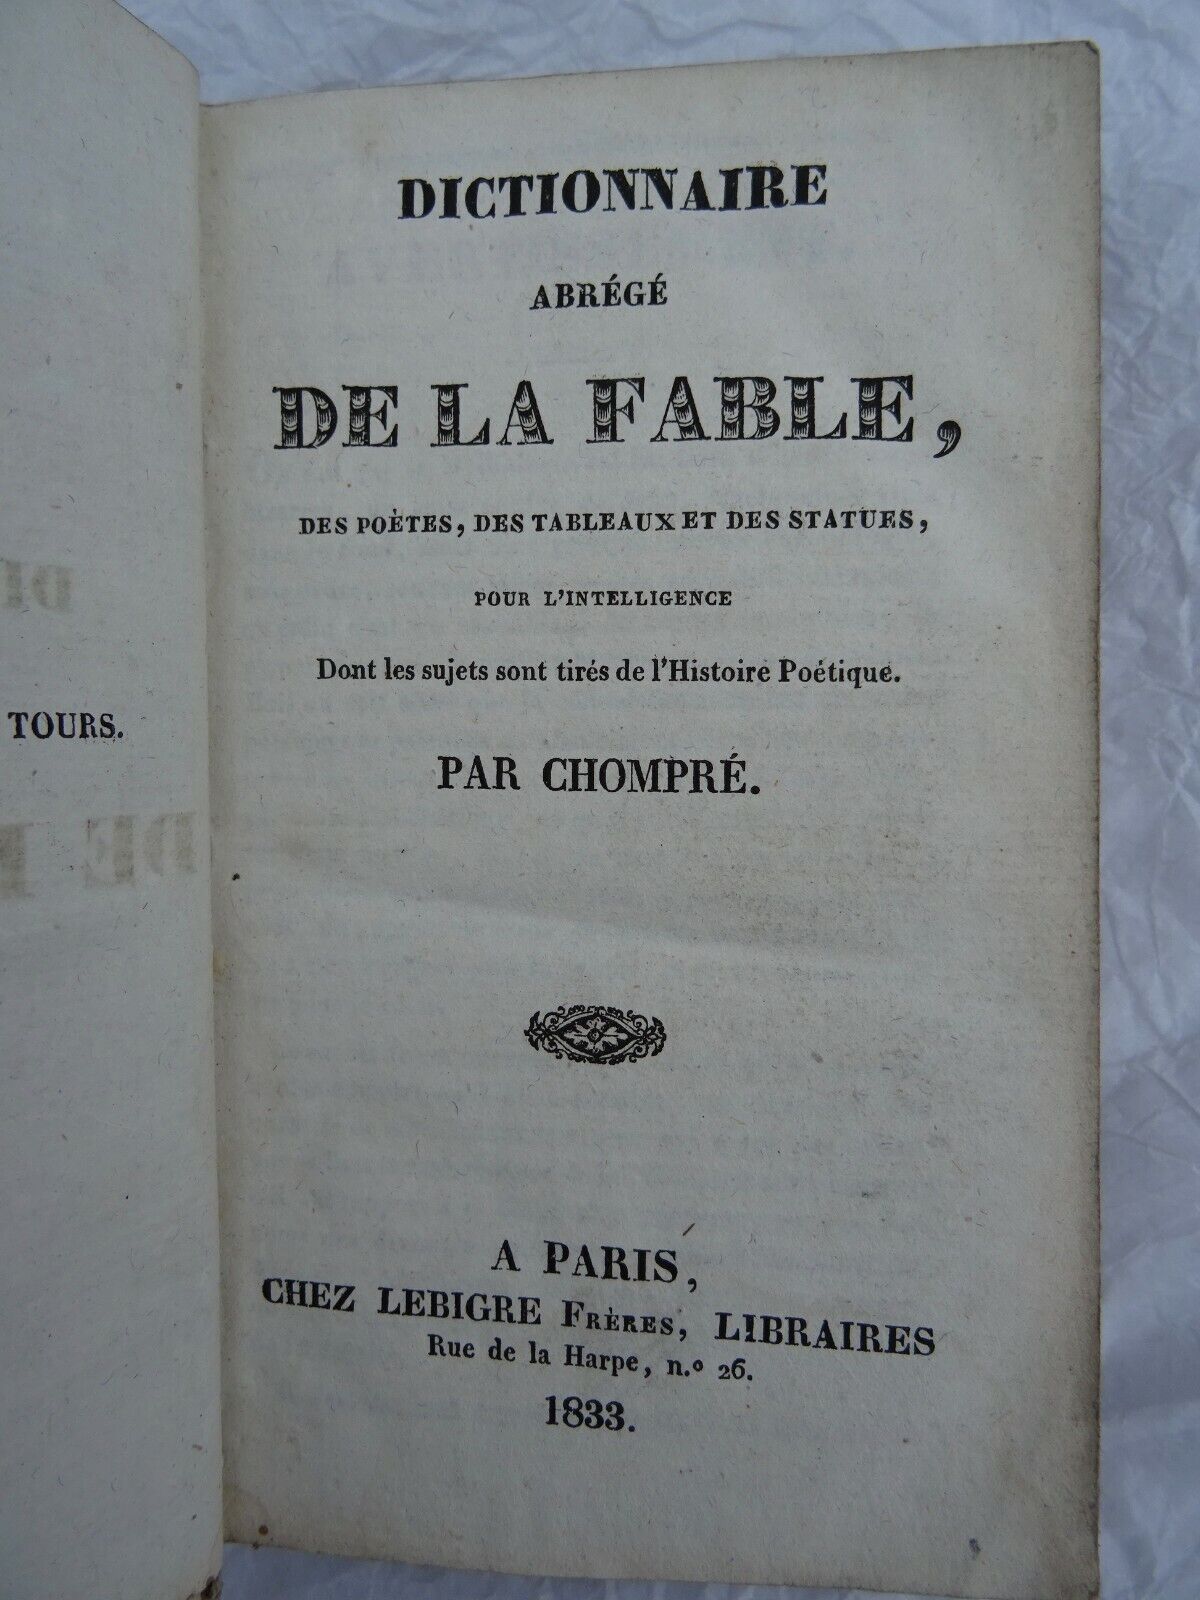 TOURS.
DICTIONNAIRE
ABRÉGÉ
DE LA FABLE,
DES POÈTES, DES TABLEAUX ET DES STATUES,
POUR L'INTELLIGENCE
Dont les sujets sont tirés de l'Histoire Poétique.
PAR CHOMPRÉ.
A PARIS,
CHEZ LEBIGRE FRÈRES, LIBRAIRES
Rue de la Harpe, n.º 26.
1833.